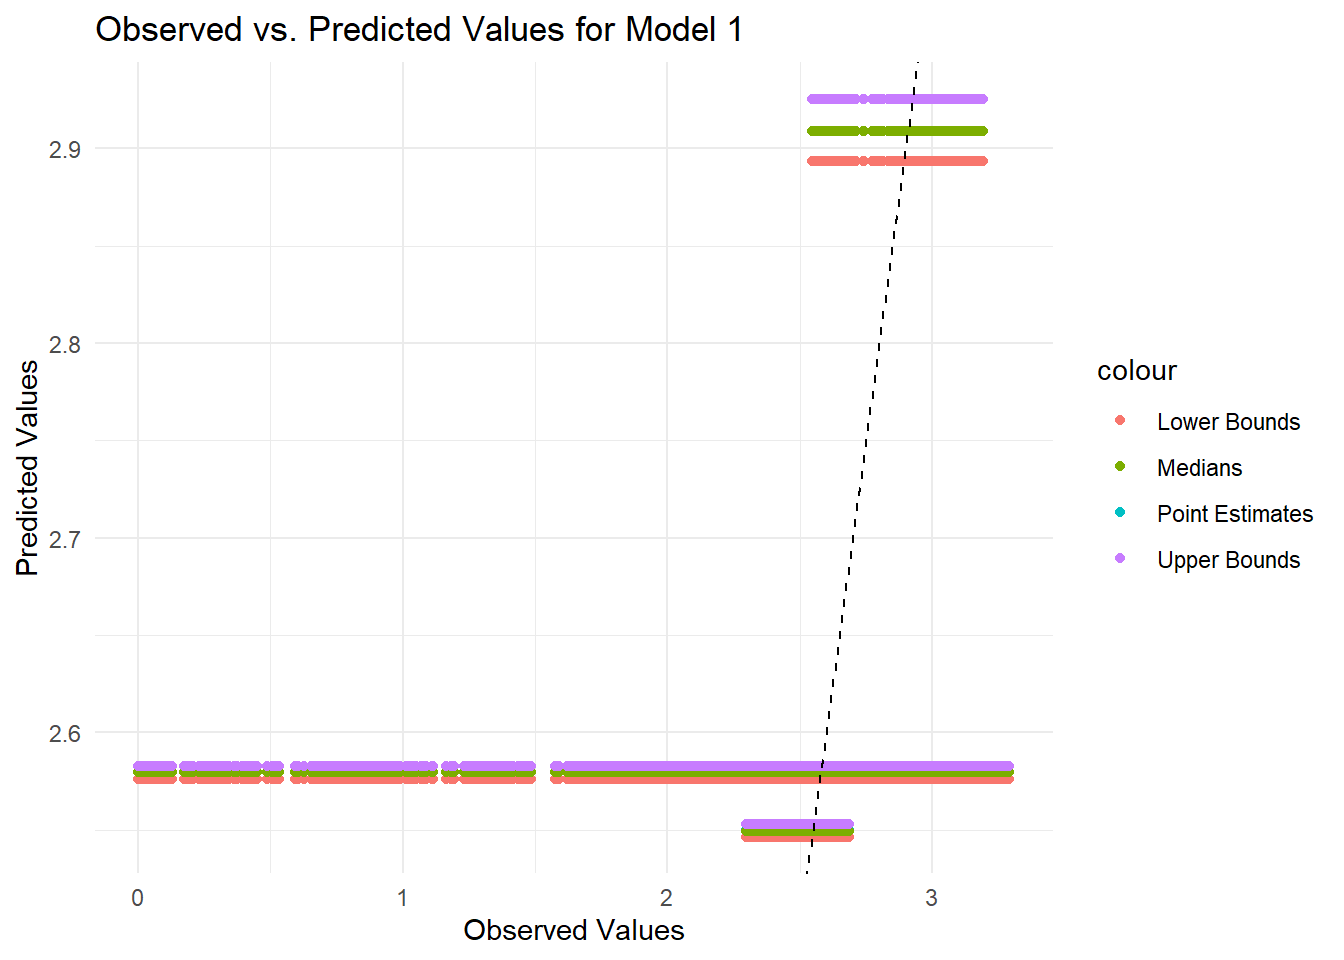 Observed vs. Predicted Values for Model 1
2.9
2.8
2.7
2.6
Predicted Values
0
1
2
3
Observed Values
colour
Lower Bounds
Medians
Point Estimates
Upper Bounds